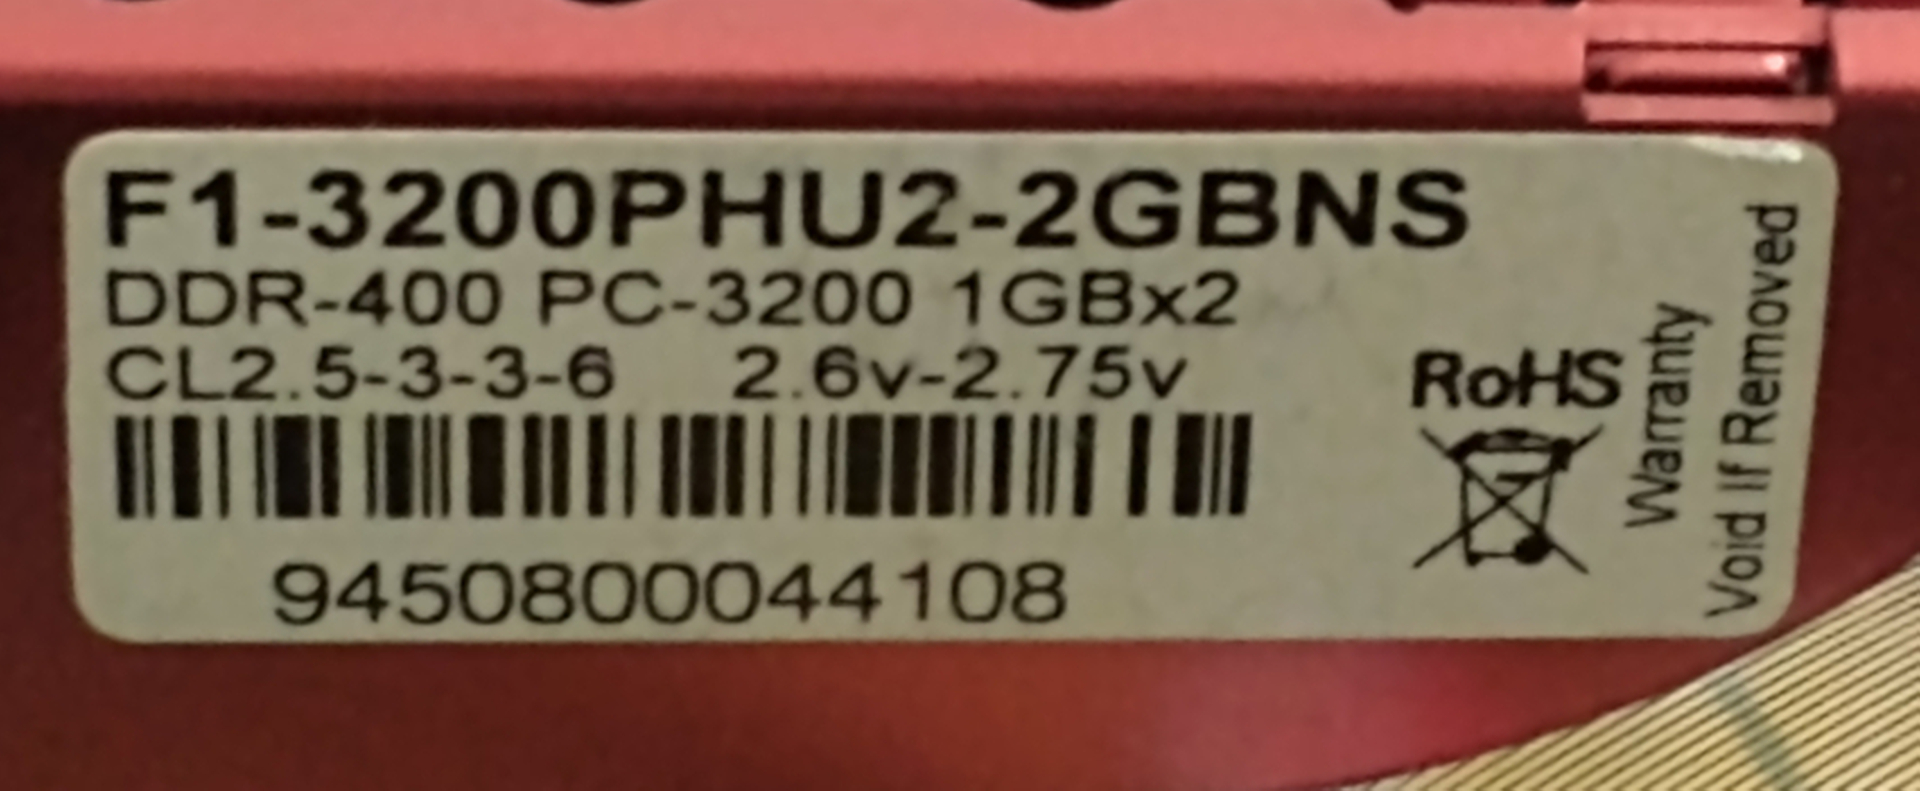 F1-3200PHU2-2GBNS
DDR-400 PC-3200 1GBx2
CL2.5-3-3-6 2.6v-2.75v
9450800044108
RoHS
Warranty
Void If Removed